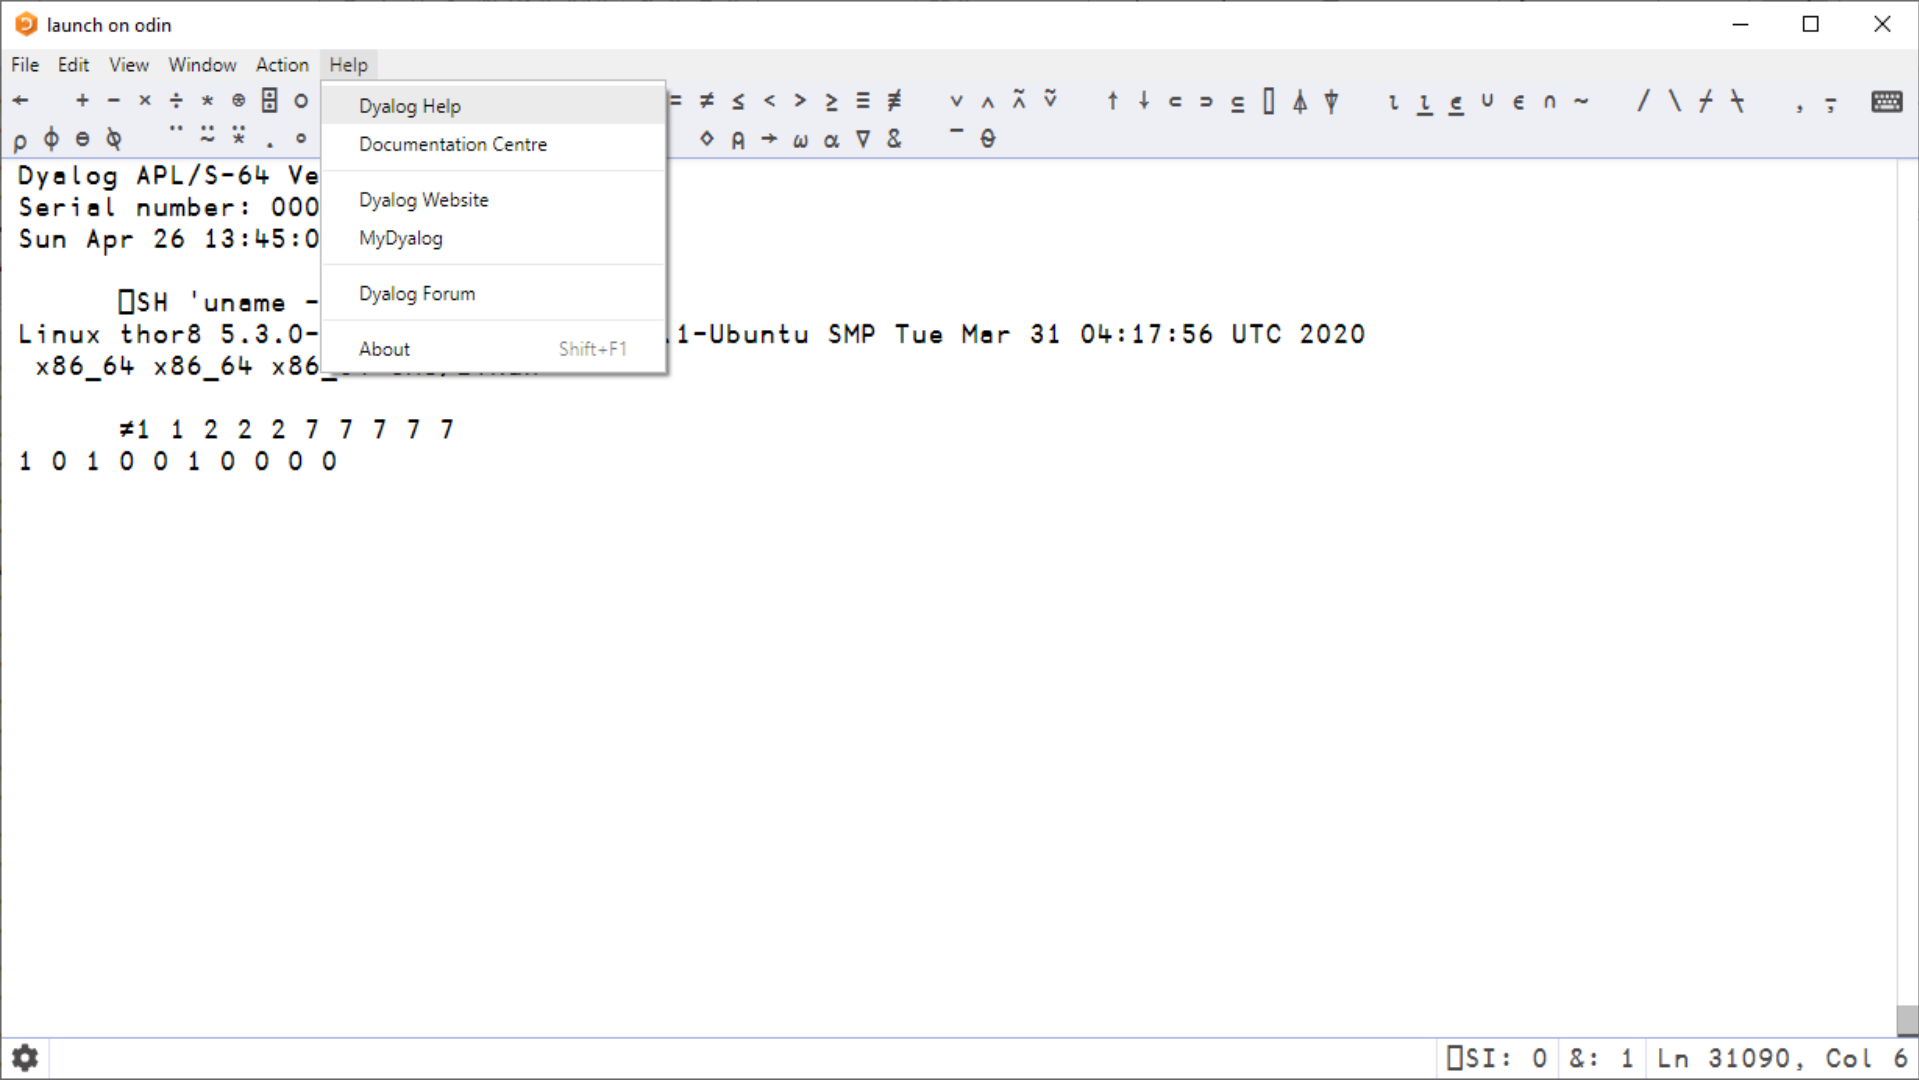 launch on odin
File Edit View Window Action Help
← + − × ÷ * ⍟ ⌹ ○ = ≠ ≤ < > ≥ ≡ ≢ ∨ ∧ ⍲ ⍱ ↑ ↓ ⊂ ⊃ ⊆ ⌷ ⍋ ⍒ ⍳ ⍸ ⍷ ∪ ∊ ∩ ~ / \ ⌿ ⍀ , ⍪
⍴ ⌽ ⊖ ⍉ ¨ ⍨ ⍣ . ∘ ⋄ ⍝ → ⍵ ⍺ ∇ & ¯ ⍬
Dyalog Help
Documentation Centre
Dyalog Website
MyDyalog
Dyalog Forum
About Shift+F1
Dyalog APL/S-64 Ve
Serial number: 000
Sun Apr 26 13:45:0
⎕SH 'uname -
Linux thor8 5.3.0- .1-Ubuntu SMP Tue Mar 31 04:17:56 UTC 2020
x86_64 x86_64 x86_
≠1 1 2 2 2 7 7 7 7 7
1 0 1 0 0 1 0 0 0 0
⎕SI: 0 &: 1 Ln 31090, Col 6